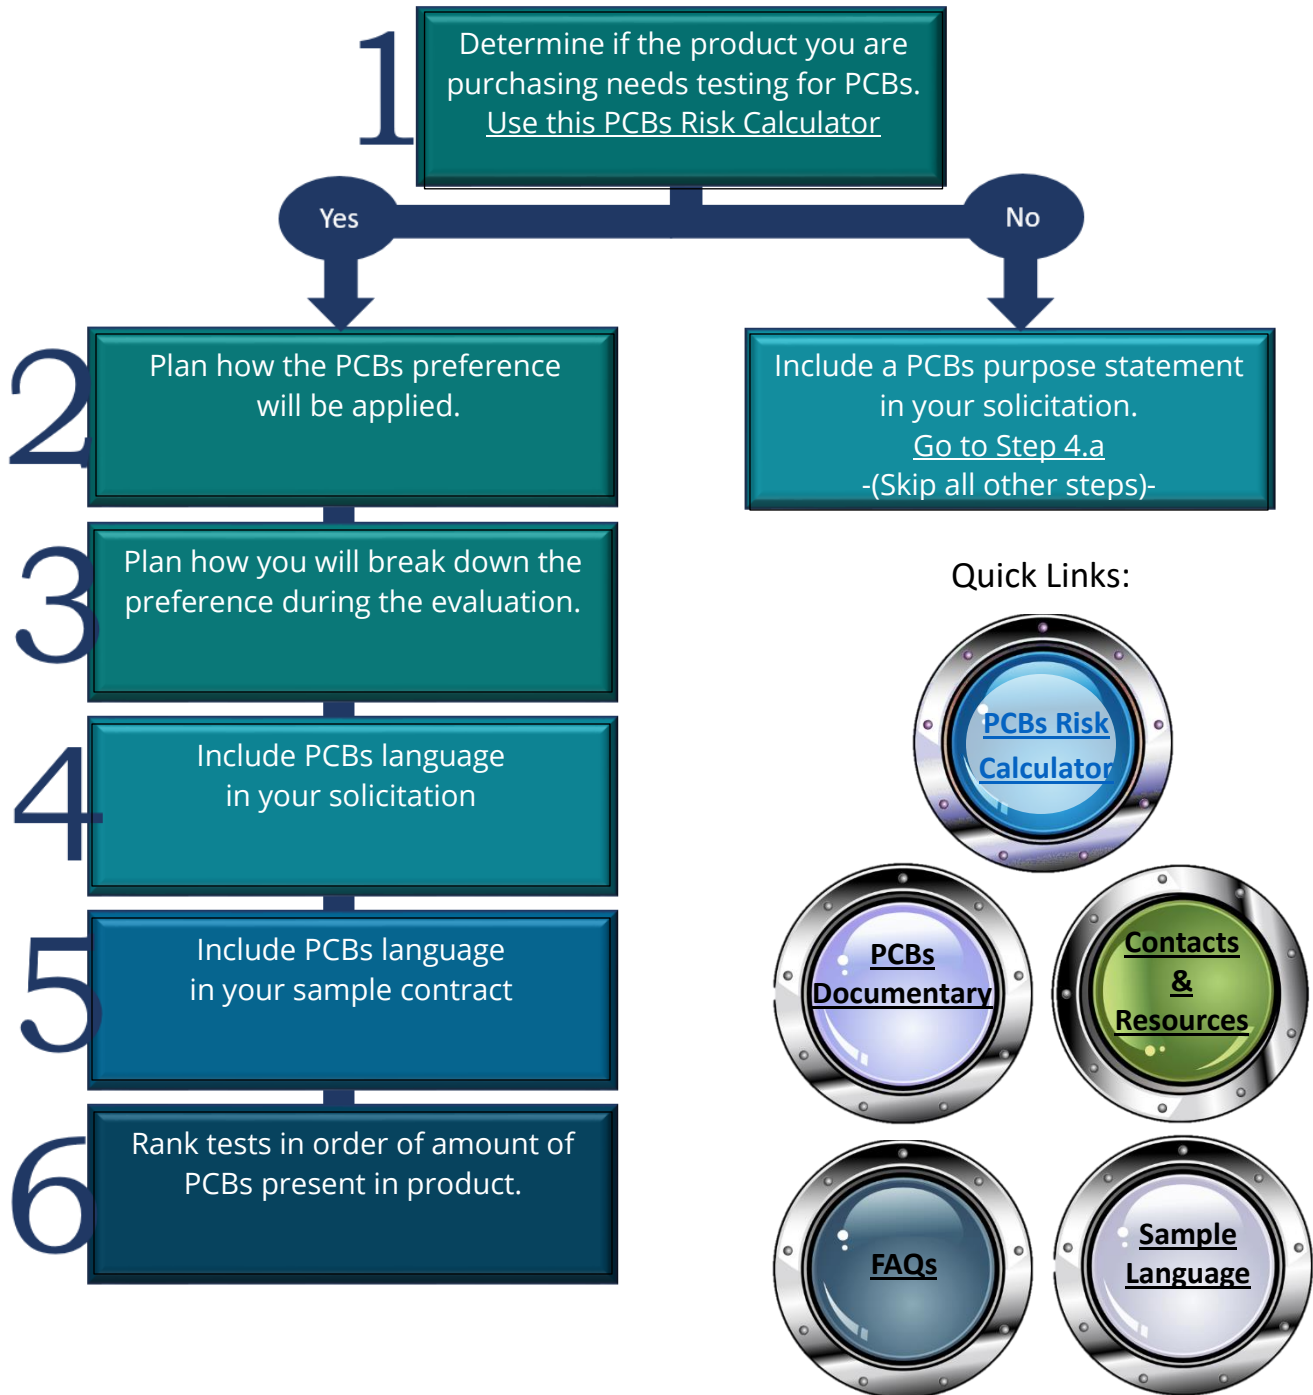 1
Determine if the product you are
purchasing needs testing for PCBs.
Use this PCBs Risk Calculator
Yes
No
2
Plan how the PCBs preference
will be applied.
Include a PCBs purpose statement
in your solicitation.
Go to Step 4.a
-(Skip all other steps)-
3
Plan how you will break down the
preference during the evaluation.
4
Include PCBs language
in your solicitation
5
Include PCBs language
in your sample contract
6
Rank tests in order of amount of
PCBs present in product.
Quick Links:
PCBs Risk
Calculator
PCBs
Documentary
Contacts
&
Resources
FAQs
Sample
Language